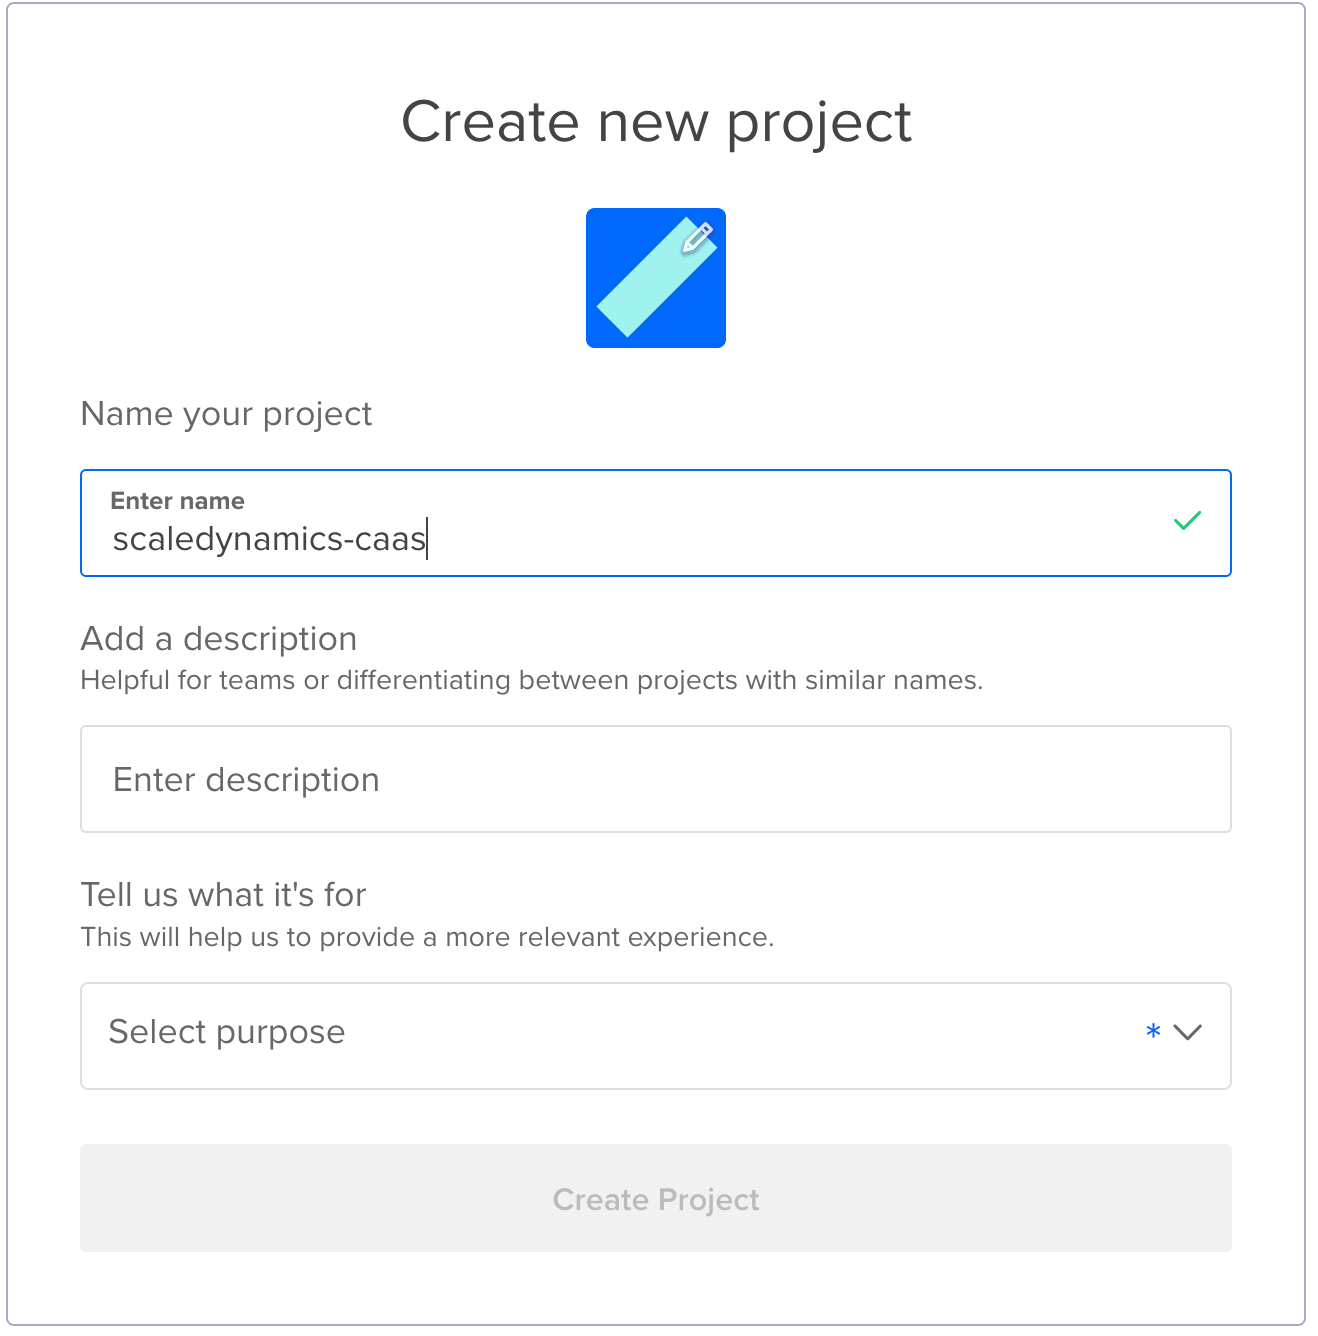 Create new project
Name your project
Enter name
scaledynamics-caas
Add a description
Helpful for teams or differentiating between projects with similar names.
Enter description
Tell us what it's for
This will help us to provide a more relevant experience.
Select purpose *
Create Project